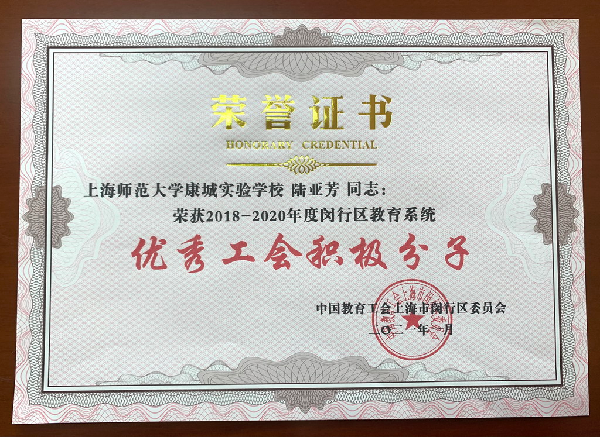 荣誉证书
HONORARY CREDENTIAL
上海师范大学康城实验学校 陆亚芳 同志：
荣获2018-2020年度闵行区教育系统
优秀工会积极分子
中国教育工会上海市闵行区委员会
二〇二一年 月